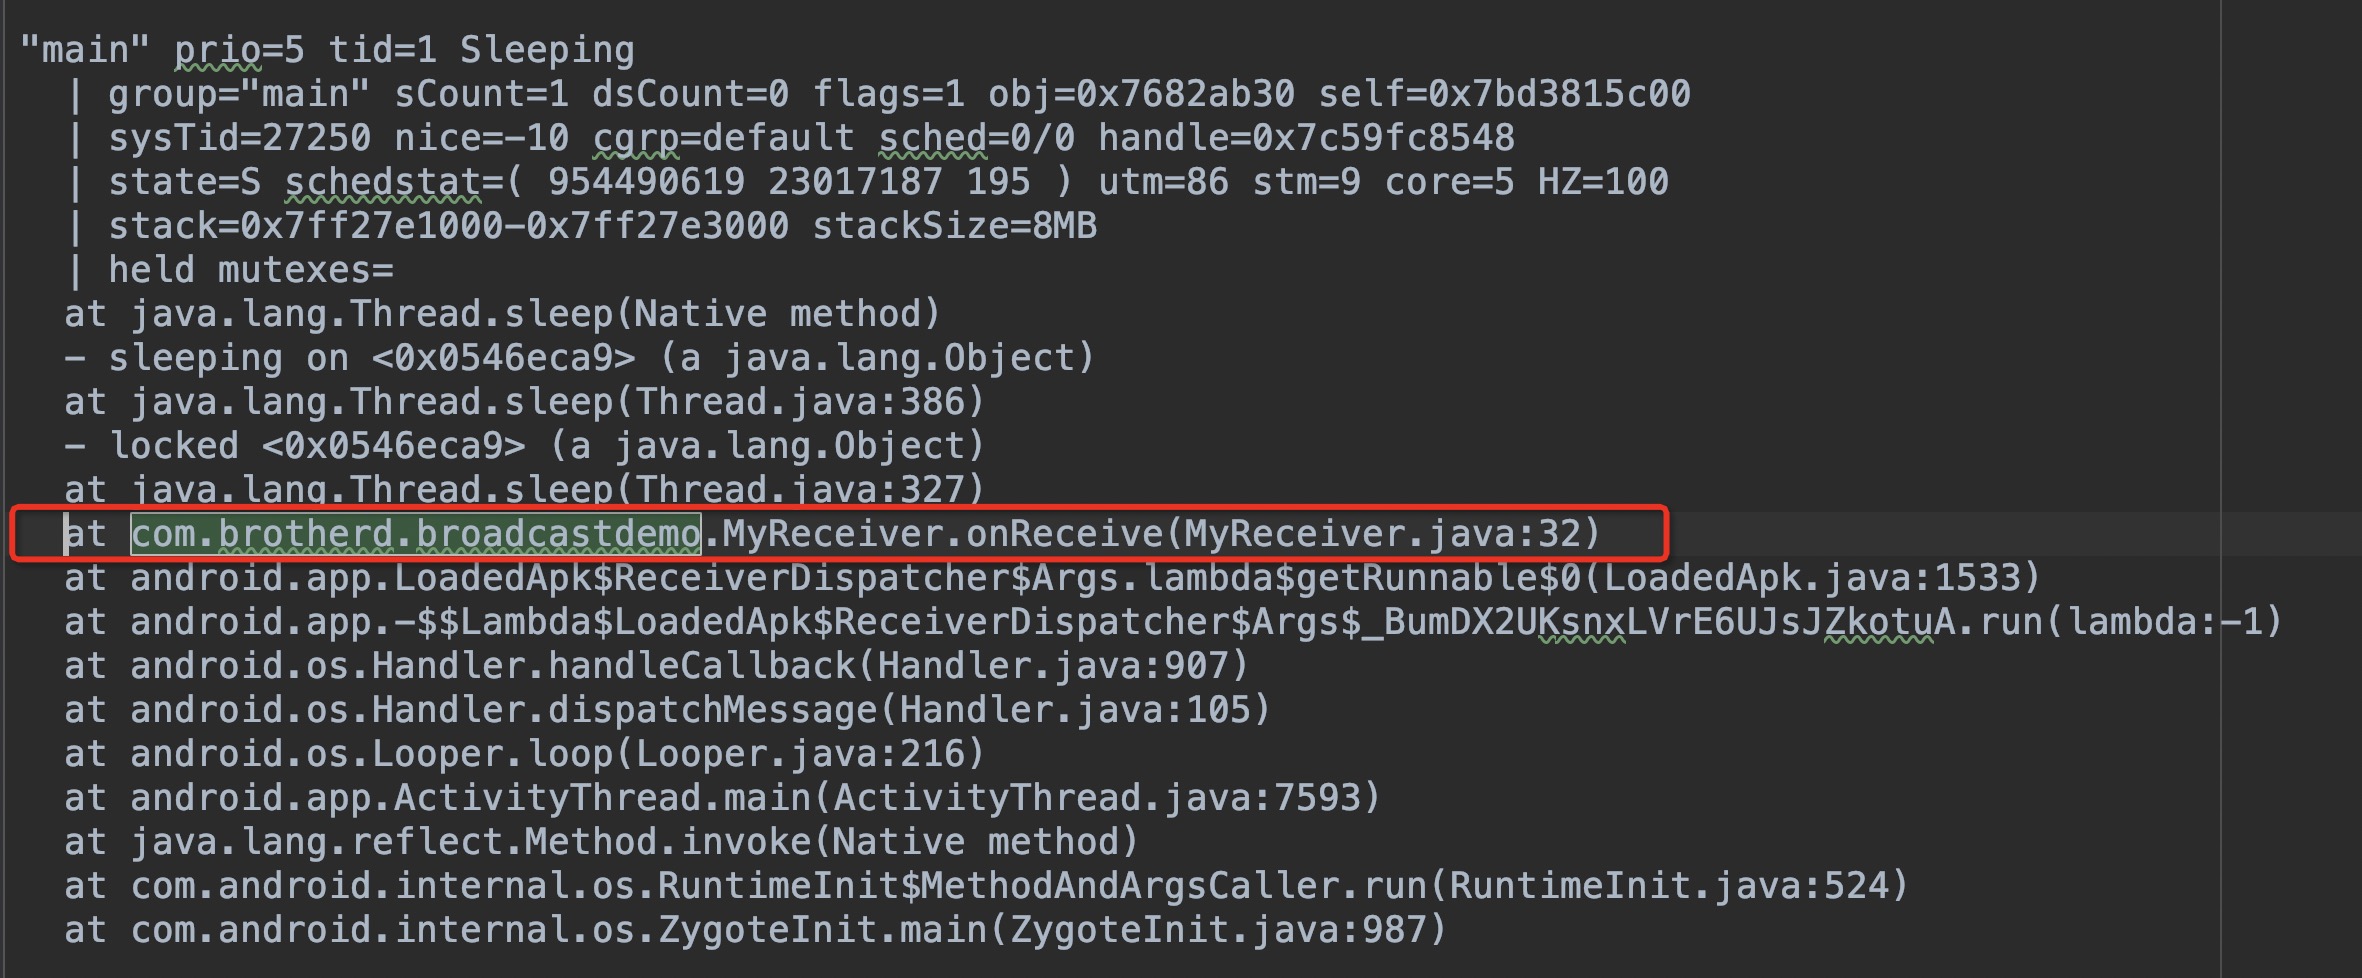 "main" prio=5 tid=1 Sleeping
  | group="main" sCount=1 dsCount=0 flags=1 obj=0x7682ab30 self=0x7bd3815c00
  | sysTid=27250 nice=-10 cgrp=default sched=0/0 handle=0x7c59fc8548
  | state=S schedstat=( 954490619 23017187 195 ) utm=86 stm=9 core=5 HZ=100
  | stack=0x7ff27e1000-0x7ff27e3000 stackSize=8MB
  | held mutexes=
  at java.lang.Thread.sleep(Native method)
  - sleeping on <0x0546eca9> (a java.lang.Object)
  at java.lang.Thread.sleep(Thread.java:386)
  - locked <0x0546eca9> (a java.lang.Object)
  at java.lang.Thread.sleep(Thread.java:327)
  at com.brotherd.broadcastdemo.MyReceiver.onReceive(MyReceiver.java:32)
  at android.app.LoadedApk$ReceiverDispatcher$Args.lambda$getRunnable$0(LoadedApk.java:1533)
  at android.app.-$$Lambda$LoadedApk$ReceiverDispatcher$Args$_BumDX2UKsnxLVrE6UJsJZkotuA.run(lambda:-1)
  at android.os.Handler.handleCallback(Handler.java:907)
  at android.os.Handler.dispatchMessage(Handler.java:105)
  at android.os.Looper.loop(Looper.java:216)
  at android.app.ActivityThread.main(ActivityThread.java:7593)
  at java.lang.reflect.Method.invoke(Native method)
  at com.android.internal.os.RuntimeInit$MethodAndArgsCaller.run(RuntimeInit.java:524)
  at com.android.internal.os.ZygoteInit.main(ZygoteInit.java:987)